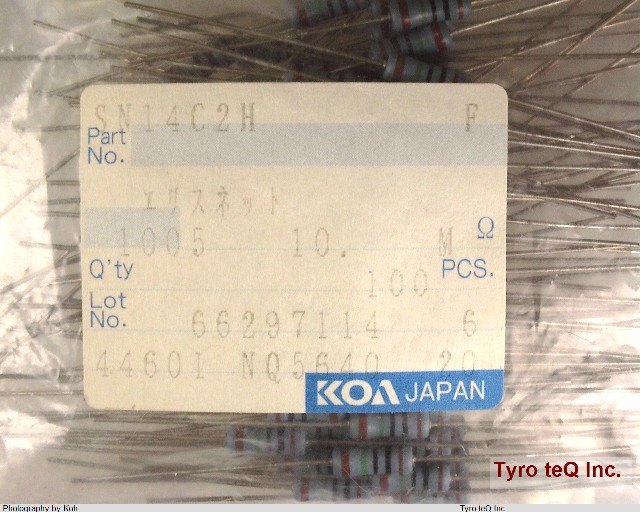 SN14C2H F
Part
No.
エリスネット
1005 10. M Ω
Q'ty 100 PCS.
Lot
No. 66297114 6
44601 NQ5640 20
KOA JAPAN
Tyro teQ Inc.
Photography by Koh Tyro teQ Inc.